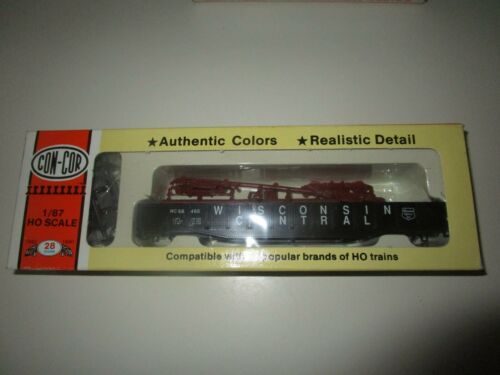 CON-COR
1/87
HO SCALE
28
★Authentic Colors ★Realistic Detail
WISCONSIN
CENTRAL
Compatible with popular brands of HO trains